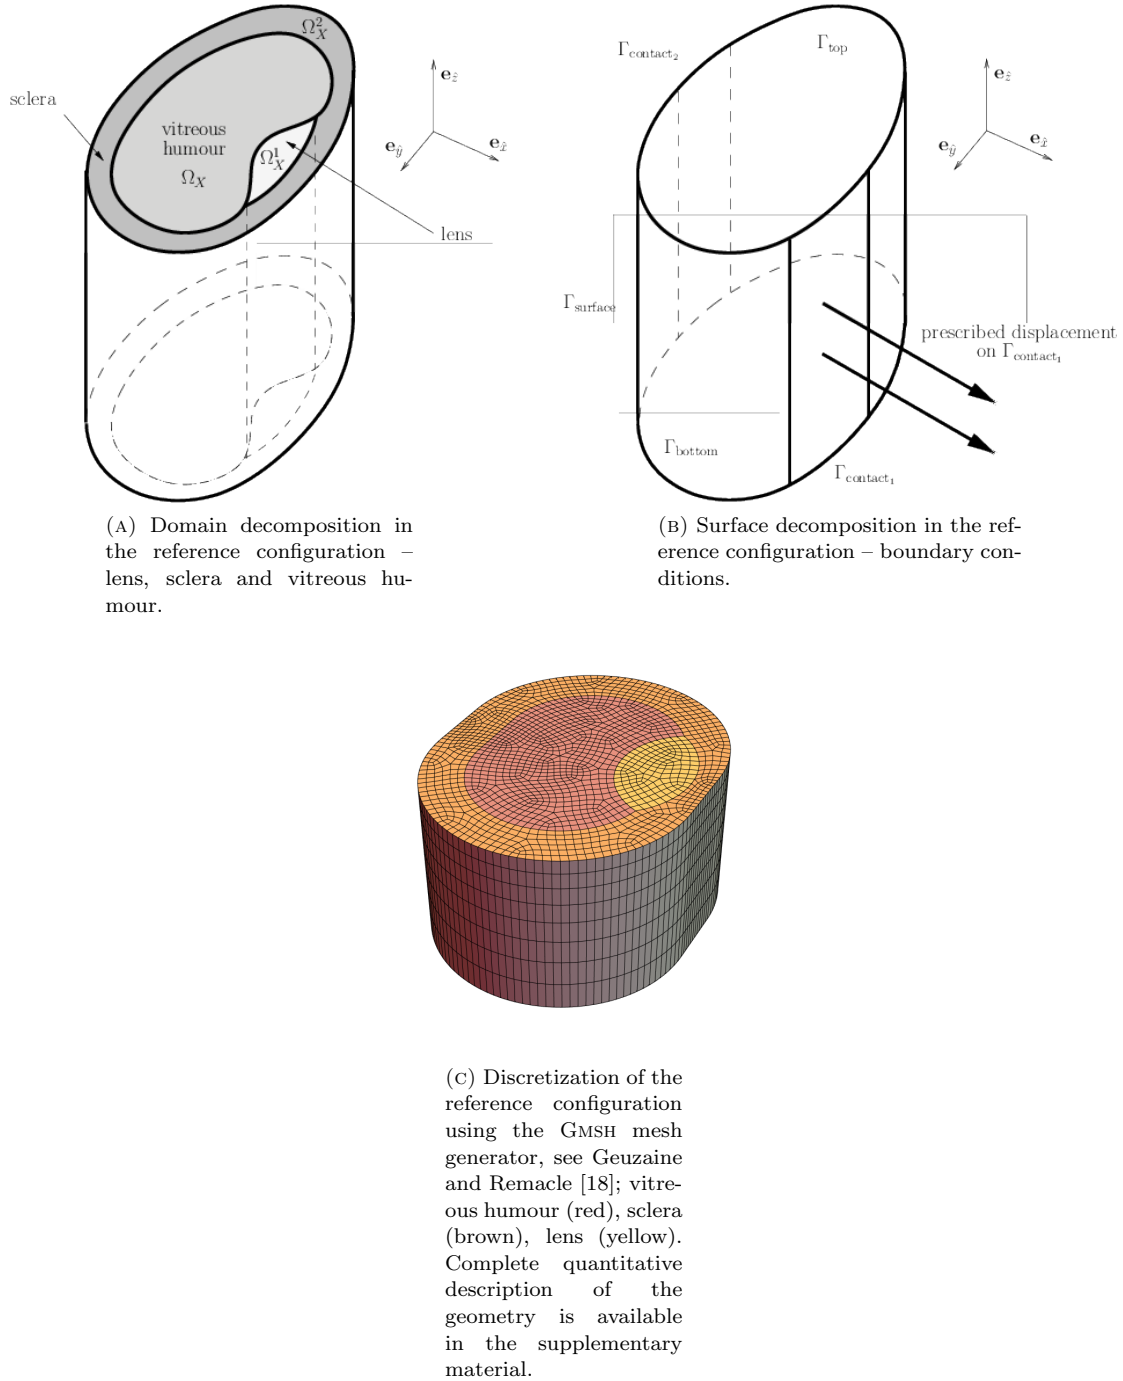 Ω²_X
sclera
e_ẑ
vitreous
humour
Ω¹_X
e_ŷ
e_x̂
Ω_X
lens
Γ_contact₂
Γ_top
e_ẑ
e_ŷ
e_x̂
Γ_surface
prescribed displacement
on Γ_contact₁
Γ_bottom
Γ_contact₁
(A) Domain decomposition in
the reference configuration –
lens, sclera and vitreous hu-
mour.
(B) Surface decomposition in the ref-
erence configuration – boundary con-
ditions.
(C) Discretization of the
reference configuration
using the GMSH mesh
generator, see Geuzaine
and Remacle [18]; vitre-
ous humour (red), sclera
(brown), lens (yellow).
Complete quantitative
description of the
geometry is available
in the supplementary
material.